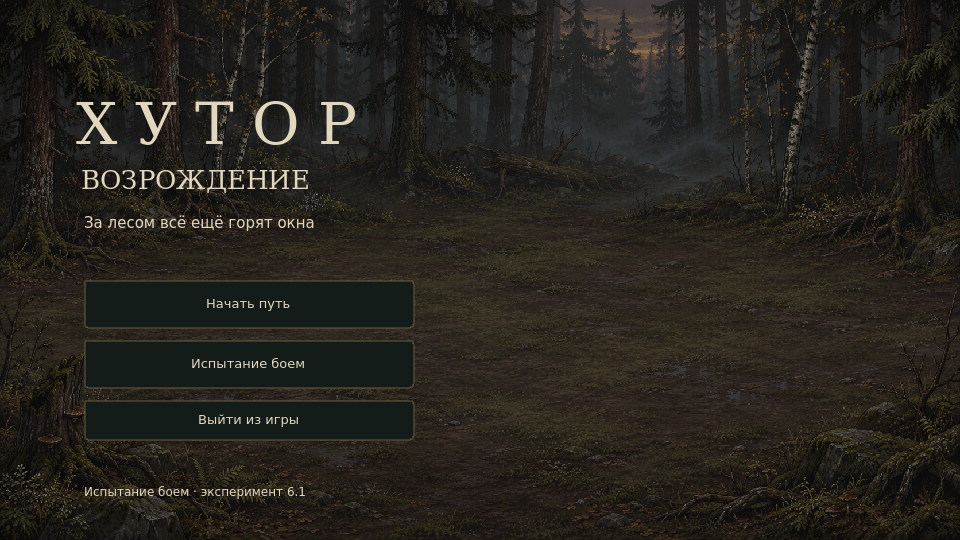 ХУТОР
ВОЗРОЖДЕНИЕ
За лесом всё ещё горят окна
Начать путь
Испытание боем
Выйти из игры
Испытание боем · эксперимент 6.1